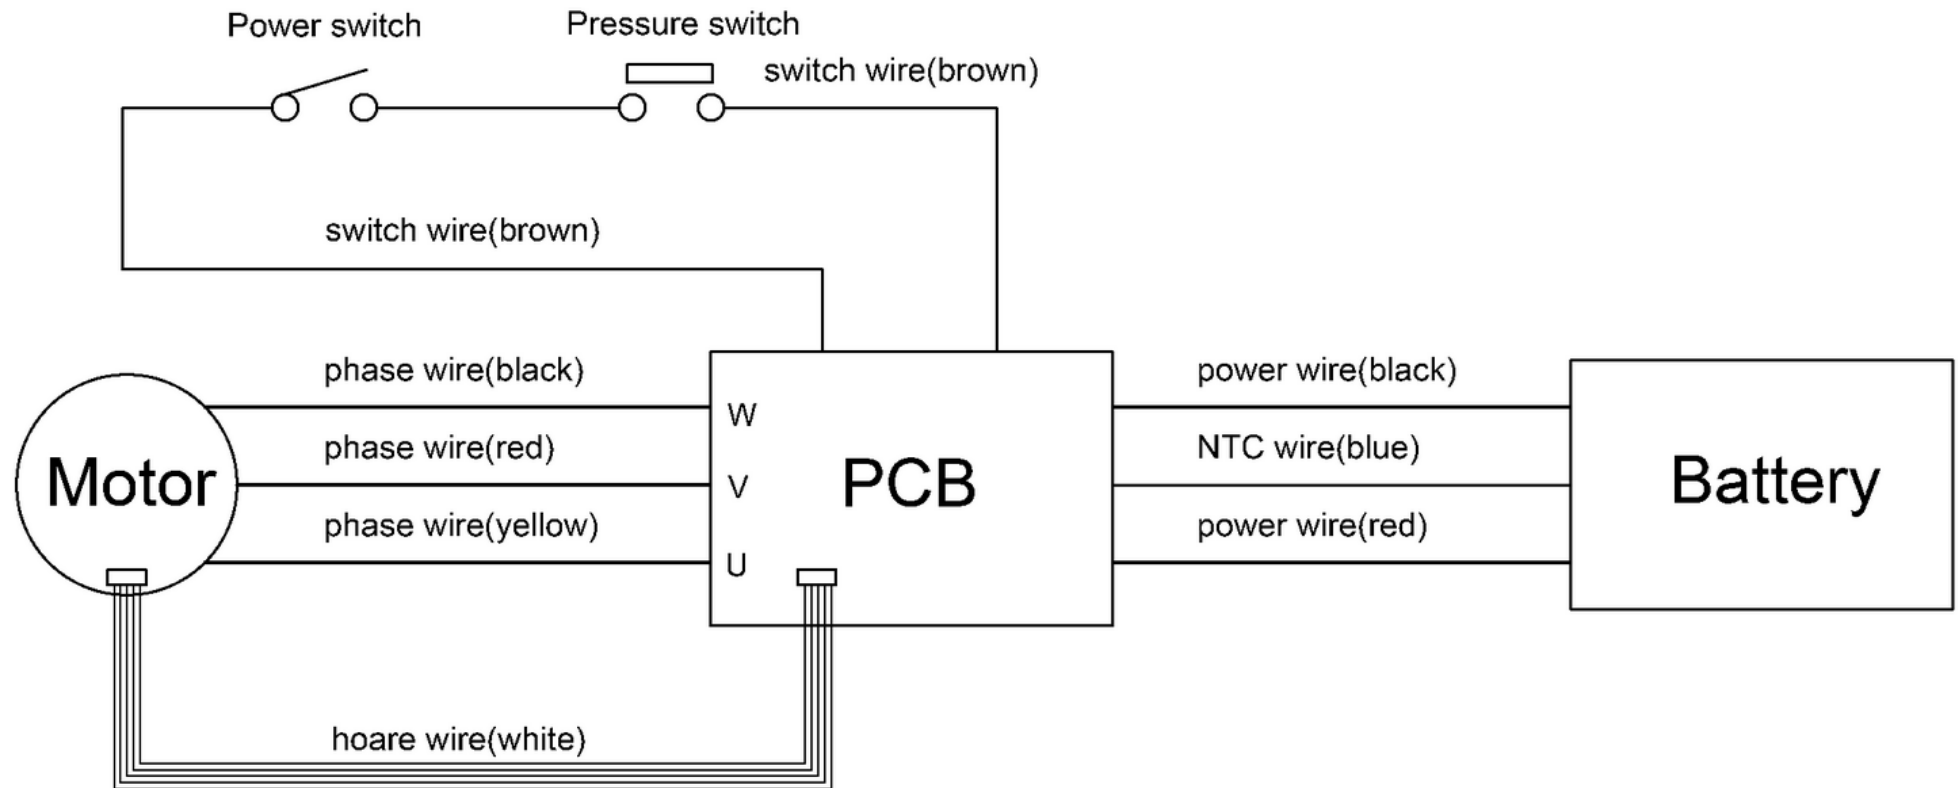 Power switch
Pressure switch
switch wire(brown)
switch wire(brown)
phase wire(black)
power wire(black)
W
phase wire(red)
NTC wire(blue)
Motor
V
PCB
Battery
phase wire(yellow)
power wire(red)
U
hoare wire(white)